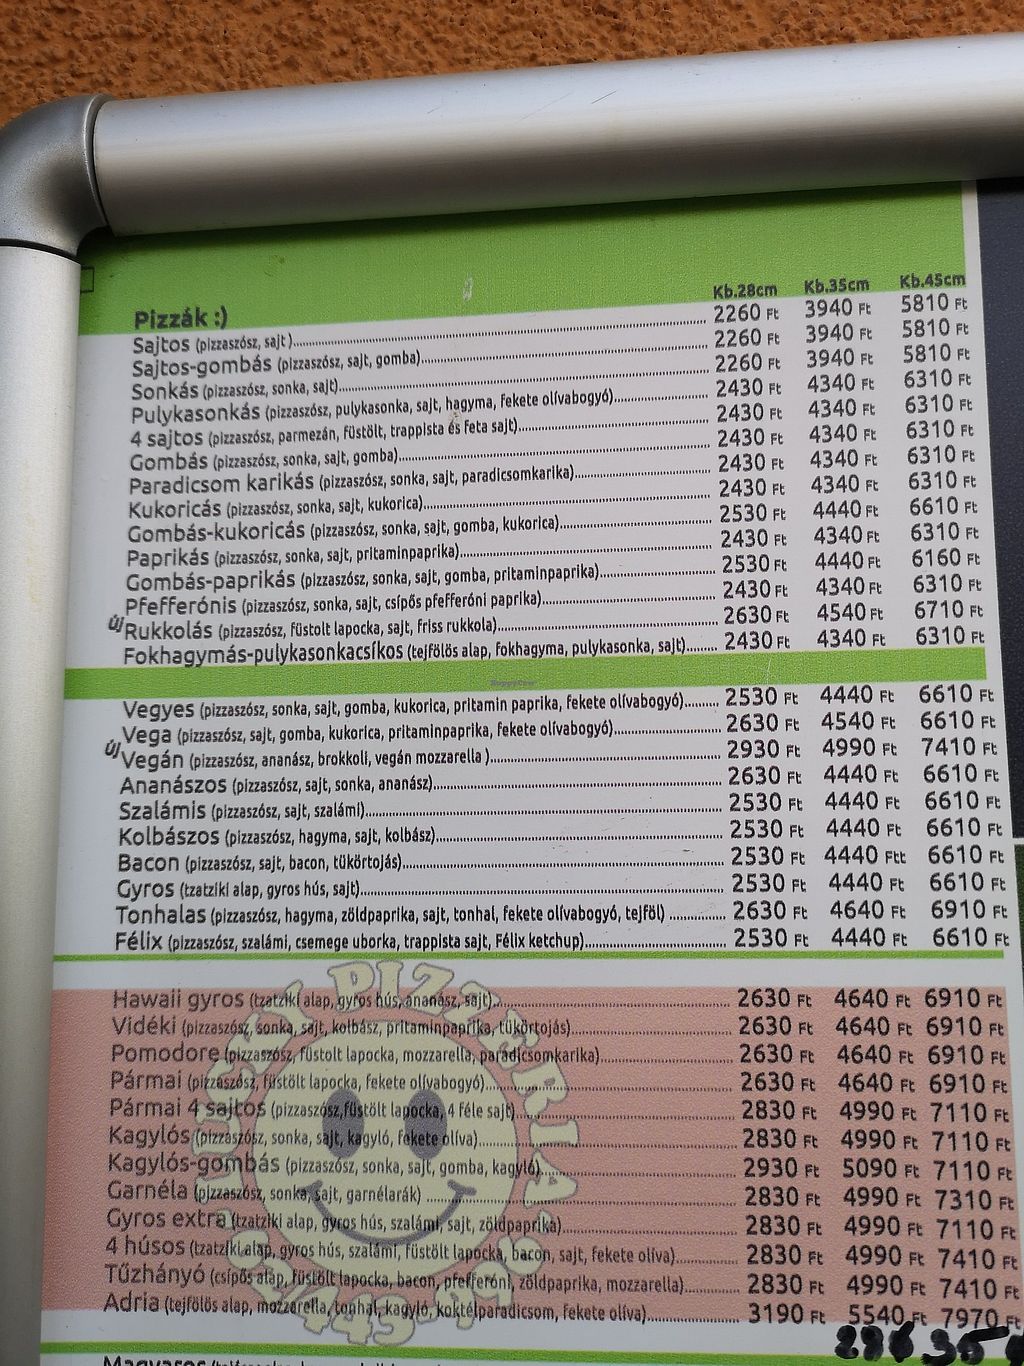 Kb.28cm Kb.35cm Kb.45cm
Pizzák :)
Sajtos (pizzaszósz, sajt )........ 2260 Ft 3940 Ft 5810 Ft
Sajtos-gombás (pizzaszósz, sajt, gomba)........ 2260 Ft 3940 Ft 5810 Ft
Sonkás (pizzaszósz, sonka, sajt)........ 2260 Ft 3940 Ft 5810 Ft
Pulykasonkás (pizzaszósz, pulykasonka, sajt, hagyma, fekete olívabogyó)........ 2430 Ft 4340 Ft 6310 Ft
4 sajtos (pizzaszósz, parmezán, füstölt, trappista és feta sajt)........ 2430 Ft 4340 Ft 6310 Ft
Gombás (pizzaszósz, sonka, sajt, gomba)........ 2430 Ft 4340 Ft 6310 Ft
Paradicsom karikás (pizzaszósz, sonka, sajt, paradicsomkarika)........ 2430 Ft 4340 Ft 6310 Ft
Kukoricás (pizzaszósz, sonka, sajt, kukorica)........ 2430 Ft 4340 Ft 6310 Ft
Gombás-kukoricás (pizzaszósz, sonka, sajt, gomba, kukorica)........ 2530 Ft 4440 Ft 6610 Ft
Paprikás (pizzaszósz, sonka, sajt, pritaminpaprika)........ 2430 Ft 4340 Ft 6310 Ft
Gombás-paprikás (pizzaszósz, sonka, sajt, gomba, pritaminpaprika)........ 2530 Ft 4440 Ft 6160 Ft
Pfefferónis (pizzaszósz, sonka, sajt, csípős pfefferóni paprika)........ 2430 Ft 4340 Ft 6310 Ft
új Rukkolás (pizzaszósz, füstolt lapocka, sajt, friss rukkola)........ 2630 Ft 4540 Ft 6710 Ft
Fokhagymás-pulykasonkacsíkos (tejfölös alap, fokhagyma, pulykasonka, sajt)........ 2430 Ft 4340 Ft 6310 Ft
HappyCow
Vegyes (pizzaszósz, sonka, sajt, gomba, kukorica, pritamin paprika, fekete olívabogyó)........ 2530 Ft 4440 Ft 6610 Ft
Vega (pizzaszósz, sajt, gomba, kukorica, pritaminpaprika, fekete olívabogyó)........ 2630 Ft 4540 Ft 6610 Ft
új Vegán (pizzaszósz, ananász, brokkoli, vegán mozzarella )........ 2930 Ft 4990 Ft 7410 Ft
Ananászos (pizzaszósz, sajt, sonka, ananász)........ 2630 Ft 4440 Ft 6610 Ft
Szalámis (pizzaszósz, sajt, szalámi)........ 2530 Ft 4440 Ft 6610 Ft
Kolbászos (pizzaszósz, hagyma, sajt, kolbász)........ 2530 Ft 4440 Ft 6610 Ft
Bacon (pizzaszósz, sajt, bacon, tükörtojás)........ 2530 Ft 4440 Ftt 6610 Ft
Gyros (tzatziki alap, gyros hús, sajt)........ 2530 Ft 4440 Ft 6610 Ft
Tonhalas (pizzaszósz, hagyma, zöldpaprika, sajt, tonhal, fekete olívabogyó, tejföl) ........ 2630 Ft 4640 Ft 6910 Ft
Félix (pizzaszósz, szalámi, csemege uborka, trappista sajt, Félix ketchup)........ 2530 Ft 4440 Ft 6610 Ft
Hawaii gyros (tzatziki alap, gyros hús, ananász, sajt)........ 2630 Ft 4640 Ft 6910 Ft
Vidéki (pizzaszósz, sonka, sajt, kolbász, pritaminpaprika, tükörtojás)........ 2630 Ft 4640 Ft 6910 Ft
Pomodore (pizzaszósz, füstolt lapocka, mozzarella, paradicsomkarika)........ 2630 Ft 4640 Ft 6910 Ft
Pármai (pizzaszósz, füstölt lapocka, fekete olívabogyó)........ 2630 Ft 4640 Ft 6910 Ft
Pármai 4 sajtos (pizzaszósz,füstölt lapocka, 4 féle sajt)........ 2830 Ft 4990 Ft 7110 Ft
Kagylós (pizzaszósz, sonka, sajt, kagyló, fekete olíva)........ 2830 Ft 4990 Ft 7110 Ft
Kagylós-gombás (pizzaszósz, sonka, sajt, gomba, kagyló)........ 2930 Ft 5090 Ft 7110 Ft
Garnéla (pizzaszósz, sonka, sajt, garnélarák) ........ 2830 Ft 4990 Ft 7310 Ft
Gyros extra (tzatziki alap, gyros hús, szalámi, sajt, zöldpaprika)........ 2830 Ft 4990 Ft 7110 Ft
4 húsos (tzatziki alap, gyros hús, szalámi, füstölt lapocka, bacon, sajt, fekete olíva)........ 2830 Ft 4990 Ft 7410 Ft
Tűzhányó (csípős alap, füstölt lapocka, bacon, pfefferóni, zöldpaprika, mozzarella)........ 2830 Ft 4990 Ft 7410 Ft
Adria (tejfölös alap, mozzarella, tonhal, kagyló, koktélparadicsom, fekete olíva)........ 3190 Ft 5540 Ft 7970 Ft
Magyaros